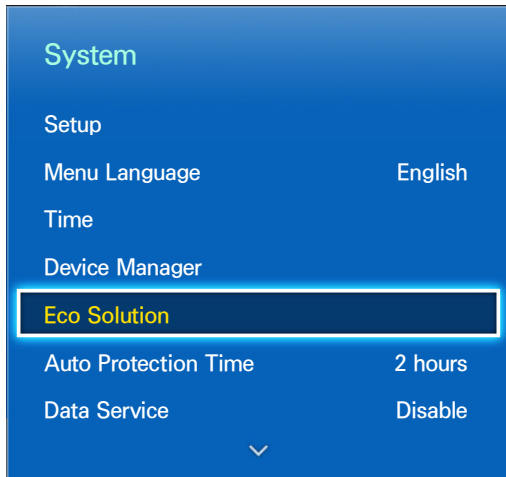 System
Setup
Menu Language English
Time
Device Manager
Eco Solution
Auto Protection Time 2 hours
Data Service Disable